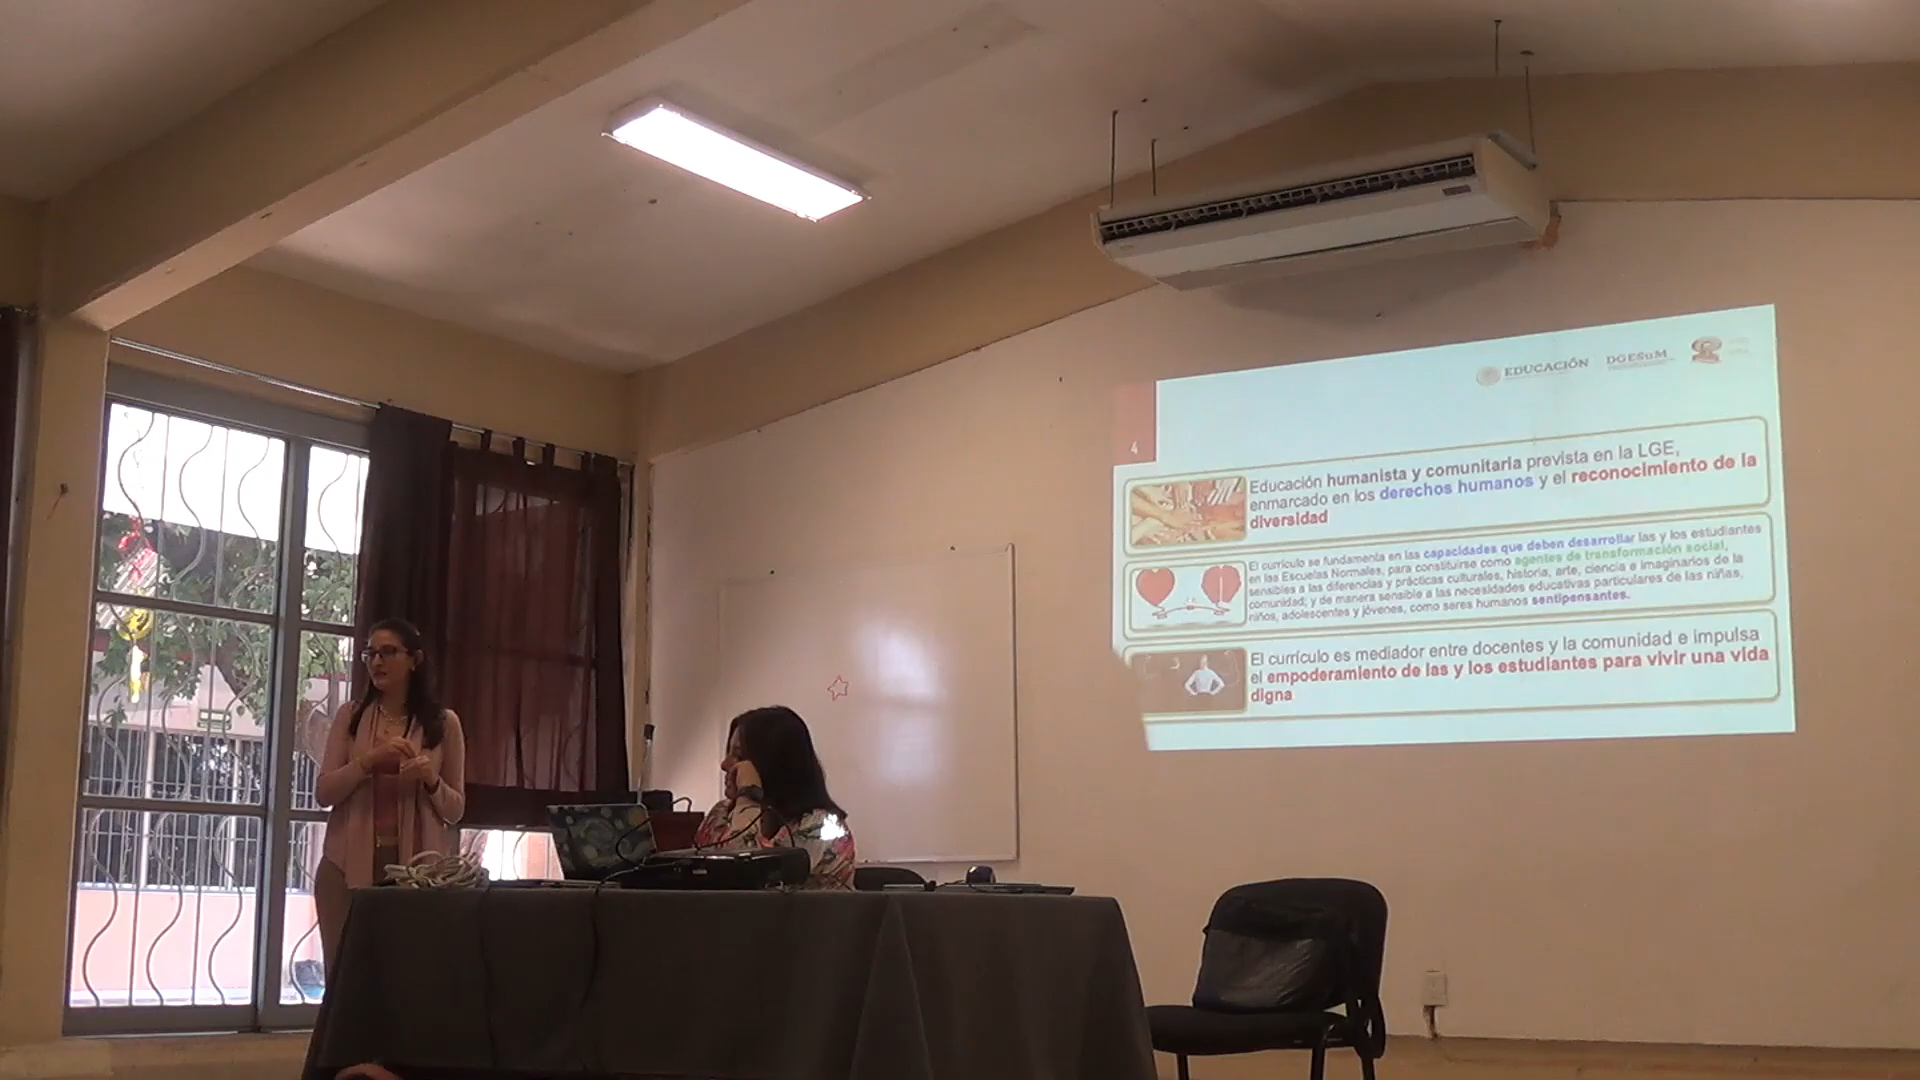 EDUCACIÓN
DGESuM
4
Educación humanista y comunitaria prevista en la LGE,
enmarcado en los derechos humanos y el reconocimiento de la
diversidad
El currículo se fundamenta en las capacidades que deben desarrollar las y los estudiantes
en las Escuelas Normales, para constituirse como agentes de transformación social,
sensibles a las diferencias y prácticas culturales, historia, arte, ciencia e imaginarios de la
comunidad; y de manera sensible a las necesidades educativas particulares de las niñas,
niños, adolescentes y jóvenes, como seres humanos sentipensantes.
El currículo es mediador entre docentes y la comunidad e impulsa
el empoderamiento de las y los estudiantes para vivir una vida
digna